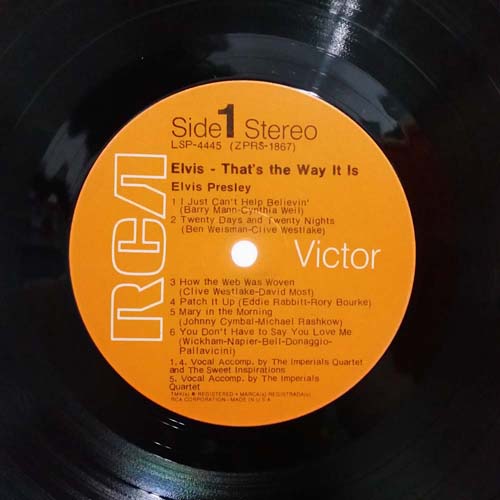 Side 1 Stereo
LSP-4445 (ZPRS-1867)
Elvis - That's the Way It Is
Elvis Presley
1 I Just Can't Help Believin'
(Barry Mann-Cynthia Weil)
2 Twenty Days and Twenty Nights
(Ben Weisman-Clive Westlake)
RCA
Victor
3 How the Web Was Woven
(Clive Westlake-David Most)
4 Patch It Up (Eddie Rabbitt-Rory Bourke)
5 Mary in the Morning
(Johnny Cymbal-Michael Rashkow)
6 You Don't Have to Say You Love Me
(Wickham-Napier-Bell-Donaggio-
Pallavicini)
1,4. Vocal Accomp. by The Imperials Quartet
and The Sweet Inspirations
5. Vocal Accomp. by The Imperials
Quartet
TMK(s) ® REGISTERED • MARCA(s) REGISTRADA(s)
RCA CORPORATION-MADE IN U.S.A